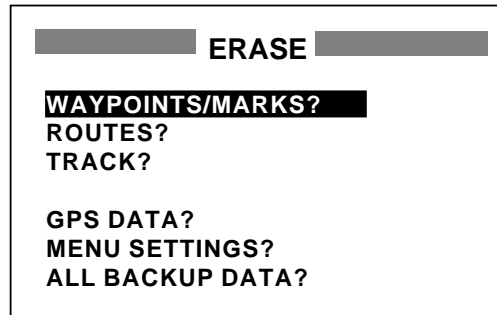 ERASE
WAYPOINTS/MARKS?
ROUTES?
TRACK?
GPS DATA?
MENU SETTINGS?
ALL BACKUP DATA?